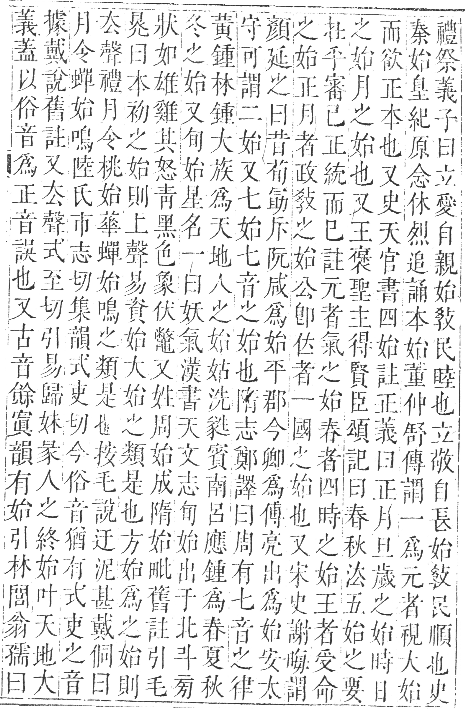 禮祭義子曰立愛自親始敎民睦也立敬自長始敎民順也史
秦始皇紀原念休烈追誦本始董仲舒傳謂一爲元者視大始
而欲正本也又史天官書四始註正義曰正月旦歲之始時日
之始月之始也又王襃聖主得賢臣頌記曰春秋法五始之要
在乎審己正統而已註元者氣之始春者四時之始王者受命
之始正月者政敎之始公卽位者一國之始也又宋史謝晦謂
顏延之曰昔荀勗斥阮咸爲始平郡今卿爲傅亮出爲始安太
守可謂二始又七始七音之始也隋志鄭譯曰周有七音之律
黃鍾林鍾大族爲天地人之始姑洗蕤賓南呂應鍾爲春夏秋
冬之始又旬始星名一曰妖氣漢書天文志旬始出于北斗旁
狀如雄雞其怒靑黑色象伏鼈又姓周始成隋始毗舊註引毛
晃曰本初之始則上聲易資始大始之類是也方始爲之始則
去聲禮月令桃始華蟬始鳴之類是也按毛說迂泥甚戴侗曰
月令蟬始鳴陸氏市志切集韻式吏切今俗音猶有式吏之音
據戴說舊註又去聲式至切引易歸妹彖人之終始叶天地大
義蓋以俗音爲正音誤也又古音餘寘韻有始引林閭翁孺曰